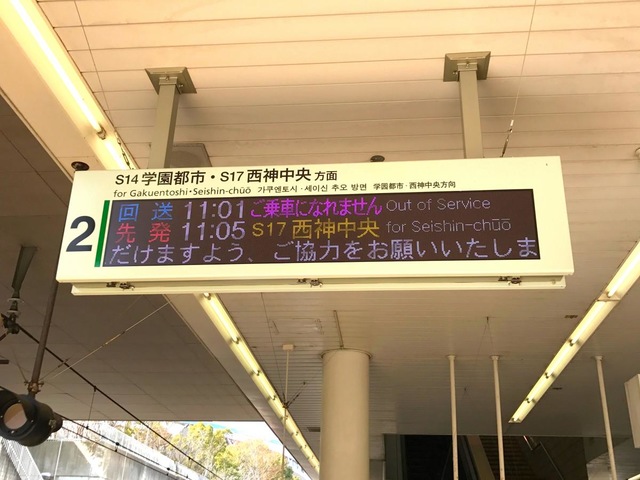 S14 学園都市・S17 西神中央 方面
for Gakuentoshi・Seishin-chūō 가쿠엔토시・세이신 추오 방면 学園都市・西神中央方向
2
回送 11:01 ご乗車になれません Out of Service
先発 11:05 S17 西神中央 for Seishin-chūō
だけますよう、ご協力をお願いいたしま